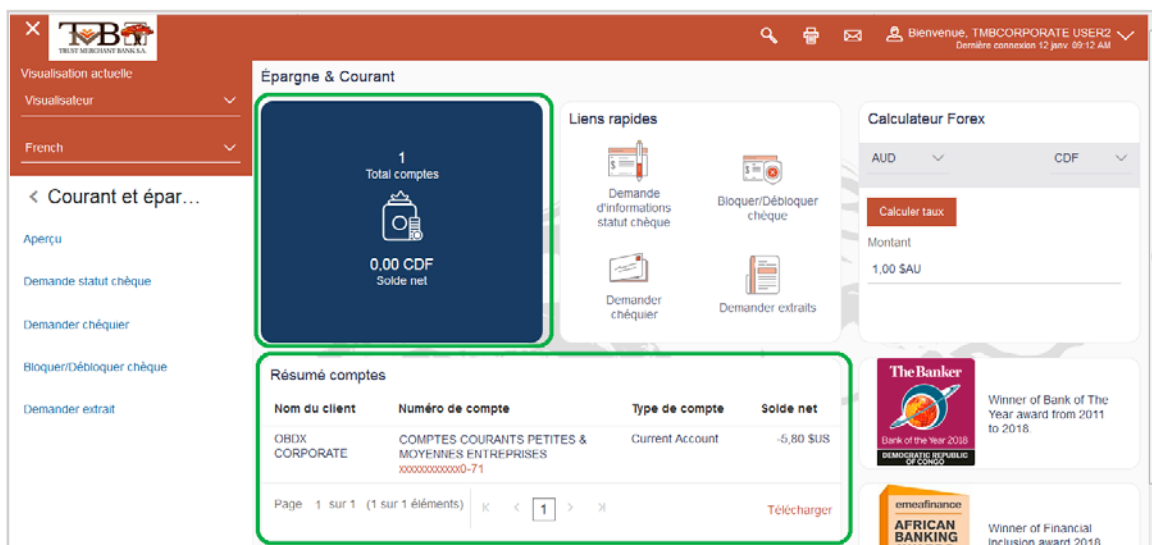 TMB
TRUST MERCHANT BANK S.A.
Bienvenue, TMBCORPORATE USER2
Dernière connexion 12 janv. 09:12 AM
Visualisation actuelle
Visualisateur
French
Courant et épar...
Aperçu
Demande statut chèque
Demander chéquier
Bloquer/Débloquer chèque
Demander extrait
Épargne & Courant
1
Total comptes
0,00 CDF
Solde net
Liens rapides
Demande
d'informations
statut chèque
Bloquer/Débloquer
chèque
Demander
chéquier
Demander extraits
Calculateur Forex
AUD
CDF
Calculer taux
Montant
1,00 $AU
Résumé comptes
Nom du client Numéro de compte Type de compte Solde net
OBDX
CORPORATE
COMPTES COURANTS PETITES &
MOYENNES ENTREPRISES
xxxxxxxxxxxx0-71
Current Account
-5,80 $US
Page 1 sur 1 (1 sur 1 éléments) 1
Télécharger
The Banker
Bank of the Year 2018
DEMOCRATIC REPUBLIC
OF CONGO
Winner of Bank of The
Year award from 2011
to 2018.
emeafinance
AFRICAN
BANKING
Winner of Financial
Inclusion award 2018